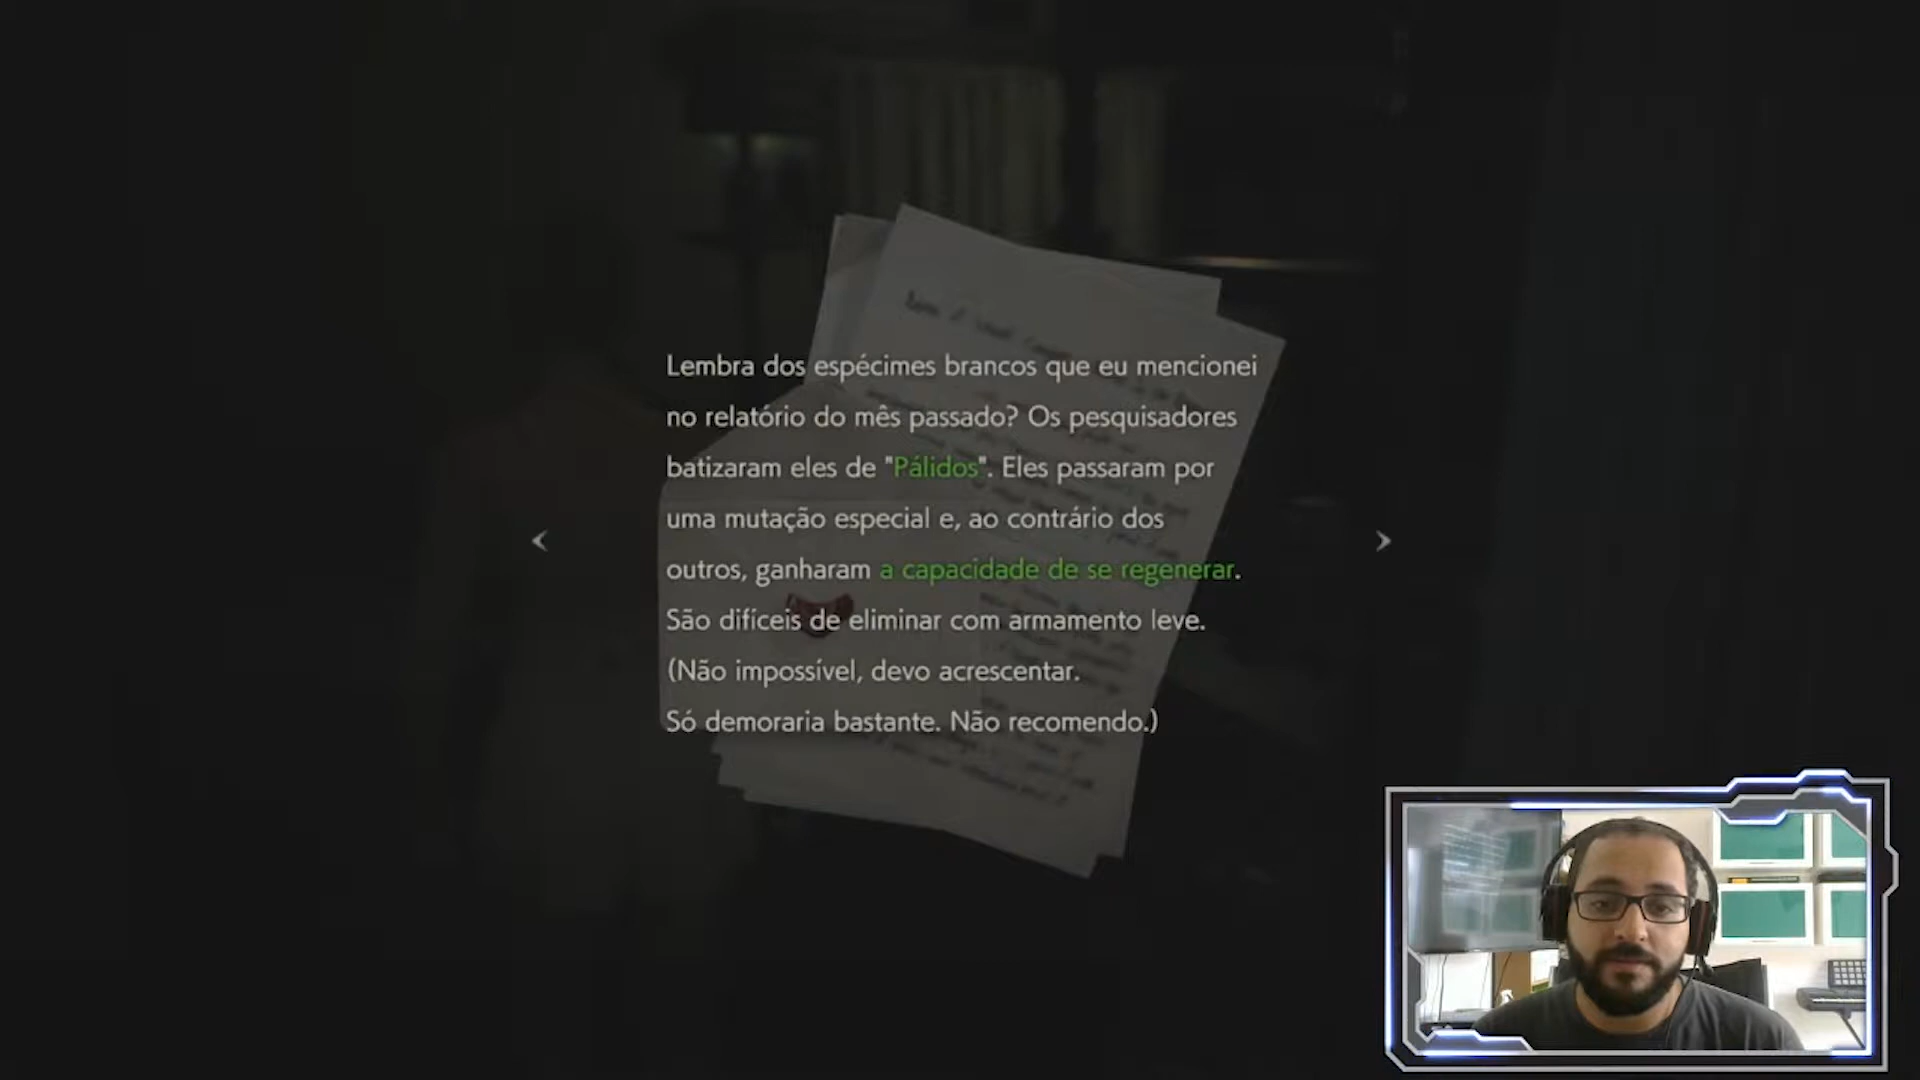 Lembra dos espécimes brancos que eu mencionei
no relatório do mês passado? Os pesquisadores
batizaram eles de "Pálidos". Eles passaram por
uma mutação especial e, ao contrário dos
outros, ganharam a capacidade de se regenerar.
São difíceis de eliminar com armamento leve.
(Não impossível, devo acrescentar.
Só demoraria bastante. Não recomendo.)